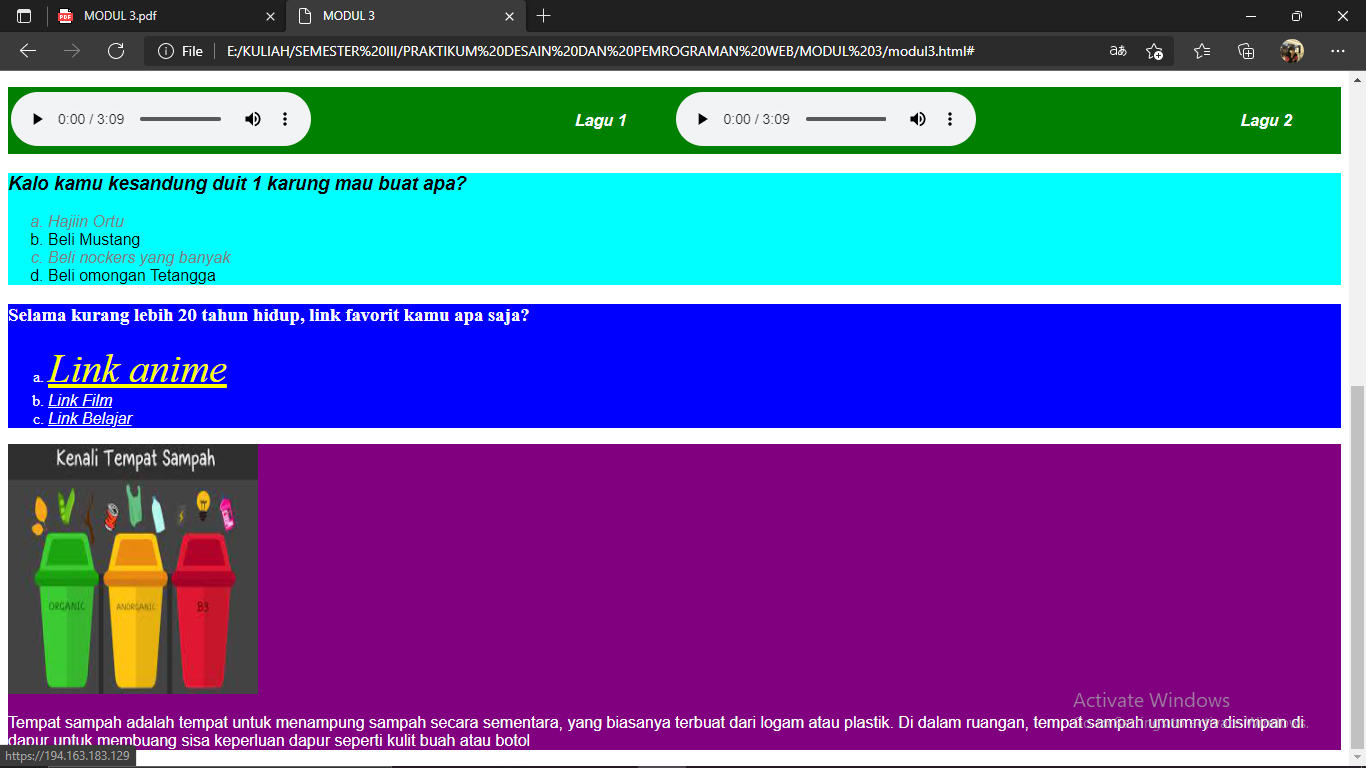 MODUL 3.pdf
MODUL 3
File
E:/KULIAH/SEMESTER%20III/PRAKTIKUM%20DESAIN%20DAN%20PEMROGRAMAN%20WEB/MODUL%203/modul3.html#
0:00 / 3:09
Lagu 1
0:00 / 3:09
Lagu 2
Kalo kamu kesandung duit 1 karung mau buat apa?
a. Hajiin Ortu
b. Beli Mustang
c. Beli nockers yang banyak
d. Beli omongan Tetangga
Selama kurang lebih 20 tahun hidup, link favorit kamu apa saja?
a. Link anime
b. Link Film
c. Link Belajar
Kenali Tempat Sampah
ORGANIC
ANORGANIC
B3
Activate Windows
Tempat sampah adalah tempat untuk menampung sampah secara sementara, yang biasanya terbuat dari logam atau plastik. Di dalam ruangan, tempat sampah umumnya disimpan di
dapur untuk membuang sisa keperluan dapur seperti kulit buah atau botol
https://194.163.183.129